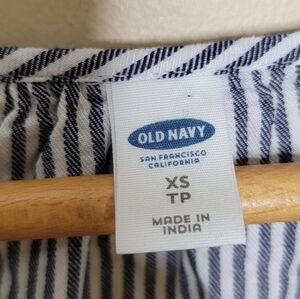 OLD NAVY
SAN FRANCISCO
CALIFORNIA
XS
TP
MADE IN
INDIA